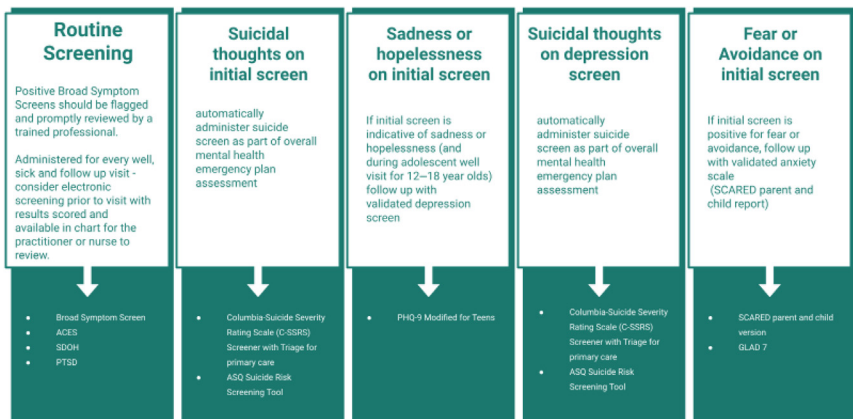 Routine
Screening
Positive Broad Symptom
Screens should be flagged
and promptly reviewed by a
trained professional.
Administered for every well,
sick and follow up visit -
consider electronic
screening prior to visit with
results scored and
available in chart for the
practitioner or nurse to
review.
• Broad Symptom Screen
• ACES
• SDOH
• PTSD
Suicidal
thoughts on
initial screen
automatically
administer suicide
screen as part of overall
mental health
emergency plan
assessment
• Columbia-Suicide Severity
Rating Scale (C-SSRS)
Screener with Triage for
primary care
• ASQ Suicide Risk
Screening Tool
Sadness or
hopelessness
on initial screen
If initial screen is
indicative of sadness or
hopelessness (and
during adolescent well
visit for 12–18 year olds)
follow up with
validated depression
screen
• PHQ-9 Modified for Teens
Suicidal thoughts
on depression
screen
automatically
administer suicide
screen as part of overall
mental health
emergency plan
assessment
• Columbia-Suicide Severity
Rating Scale (C-SSRS)
Screener with Triage for
primary care
• ASQ Suicide Risk
Screening Tool
Fear or
Avoidance on
initial screen
If initial screen is
positive for fear or
avoidance, follow up
with validated anxiety
scale
(SCARED parent and
child report)
• SCARED parent and child
version
• GLAD 7